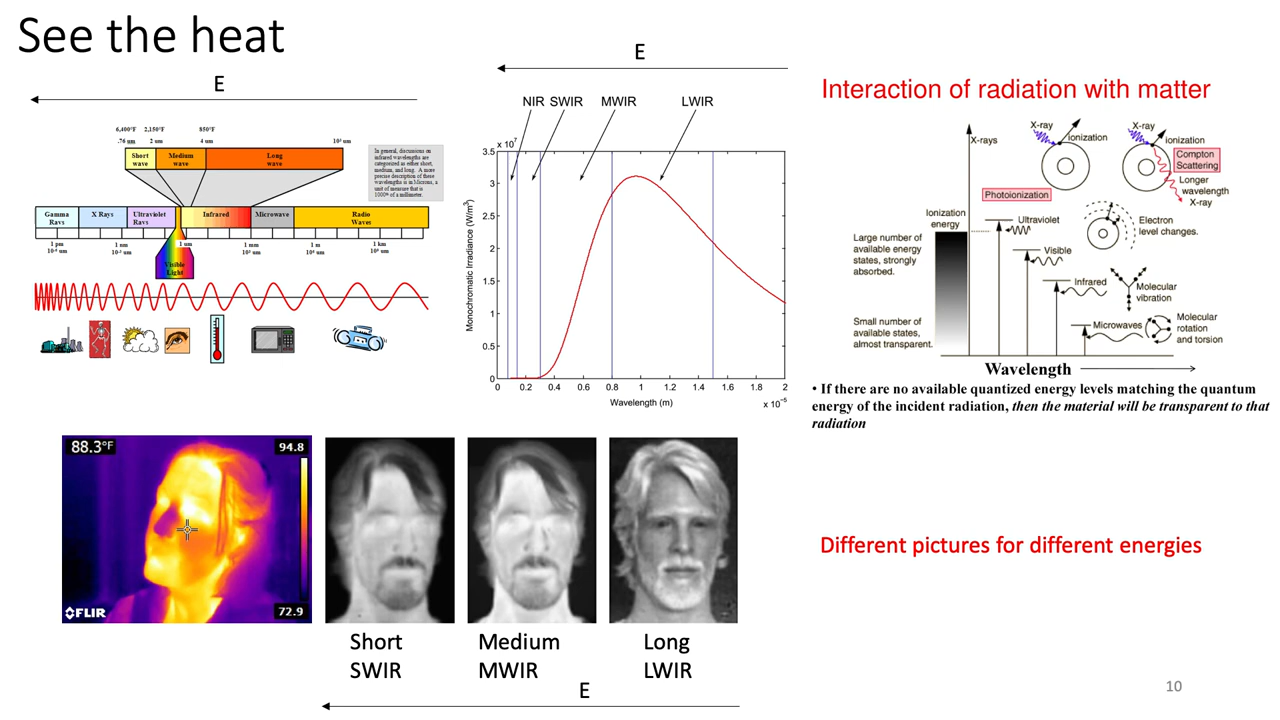 See the heat
E
6,400°F 2,150°F 850°F
.76 um 2 um 4 um 10³ um
Short wave
Medium wave
Long wave
In general, discussions on
infrared wavelengths are
categorized as either short,
medium, and long. A more
precise description of these
wavelengths is in Microns, a
unit of measure that is
1000th of a millimeter.
Gamma Rays
X Rays
Ultraviolet Rays
Infrared
Microwave
Radio Waves
1 pm
1 nm
1 um
1 mm
1 m
1 km
Visible Light
E
NIR SWIR MWIR LWIR
x 10⁷
3.5
3
2.5
2
1.5
1
0.5
0
Monochromatic Irradiance (W/m³)
0 0.2 0.4 0.6 0.8 1 1.2 1.4 1.6 1.8 2
Wavelength (m)
x 10⁻⁵
Interaction of radiation with matter
X-rays
X-ray
ionization
X-ray
ionization
Compton
Scattering
Longer
wavelength
X-ray
Photoionization
Ionization
energy
Ultraviolet
Electron
level changes.
Large number of
available energy
states, strongly
absorbed.
Visible
Infrared
Molecular
vibration
Small number of
available states,
almost transparent.
Microwaves
Molecular
rotation
and torsion
Wavelength
• If there are no available quantized energy levels matching the quantum
energy of the incident radiation, then the material will be transparent to that
radiation
88.3°F
94.8
72.9
FLIR
Short
SWIR
Medium
MWIR
Long
LWIR
E
Different pictures for different energies
10